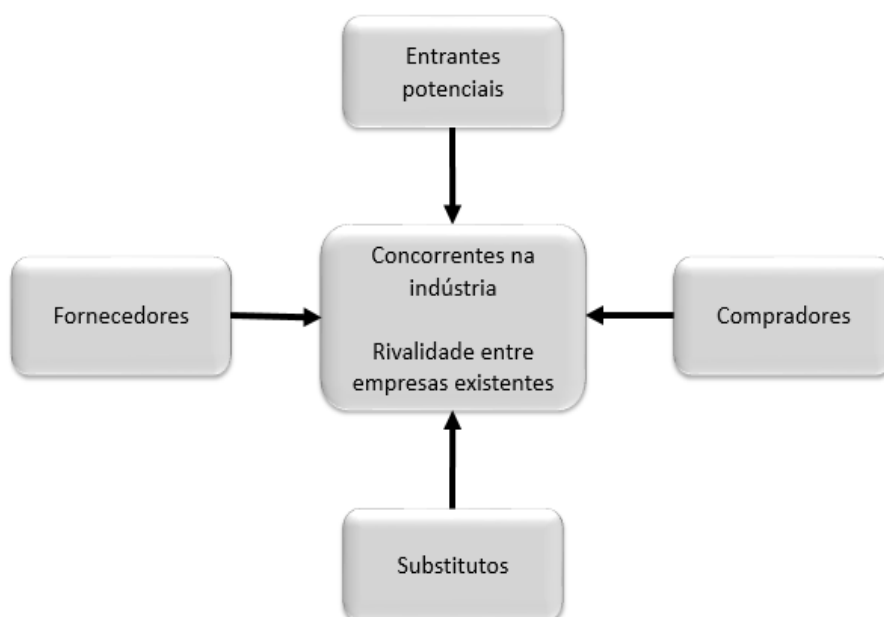 Entrantes
potenciais
Fornecedores
Concorrentes na
indústria
Rivalidade entre
empresas existentes
Compradores
Substitutos